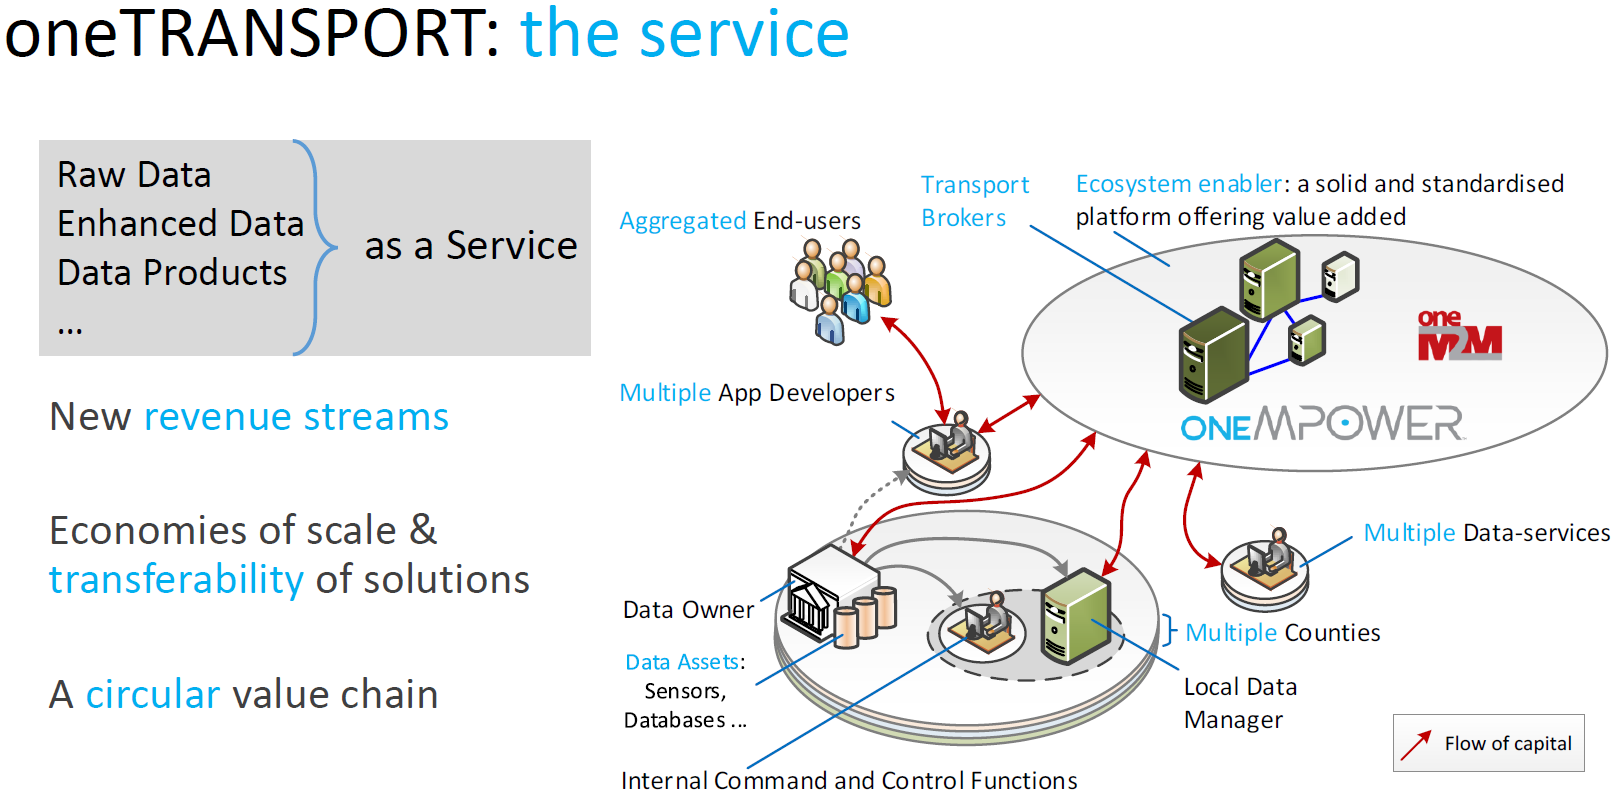 oneTRANSPORT: the service
Raw Data
Enhanced Data
Data Products
...
as a Service
New revenue streams
Economies of scale &
transferability of solutions
A circular value chain
Aggregated End-users
Transport
Brokers
Ecosystem enabler: a solid and standardised
platform offering value added
one
M2M
ONEMPOWER™
Multiple App Developers
Multiple Data-services
Data Owner
Multiple Counties
Data Assets:
Sensors,
Databases ...
Local Data
Manager
Internal Command and Control Functions
Flow of capital